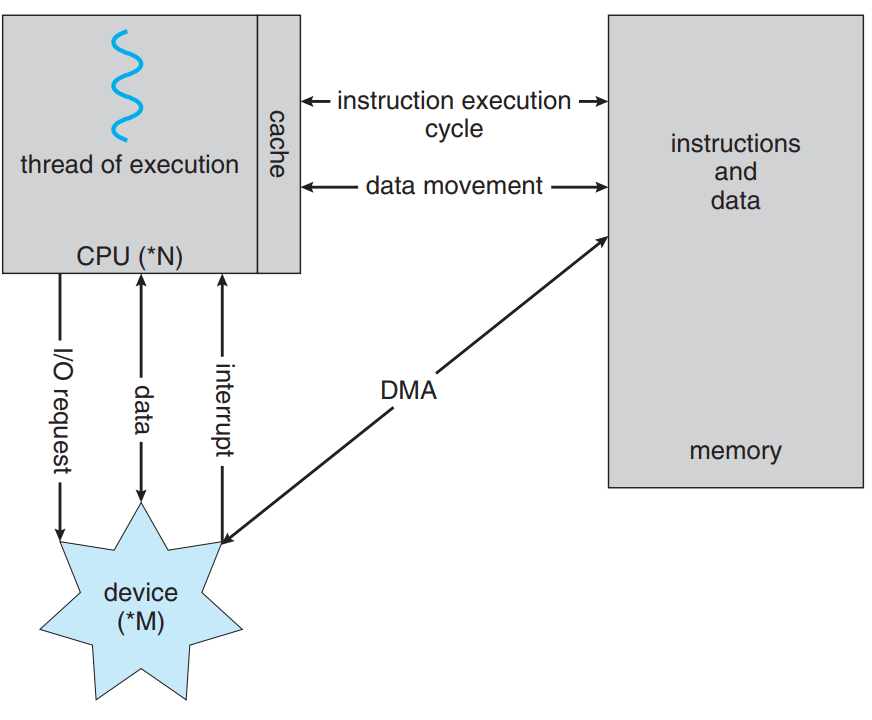 thread of execution
cache
CPU (*N)
instruction execution
cycle
data movement
instructions
and
data
memory
I/O request
data
interrupt
DMA
device
(*M)